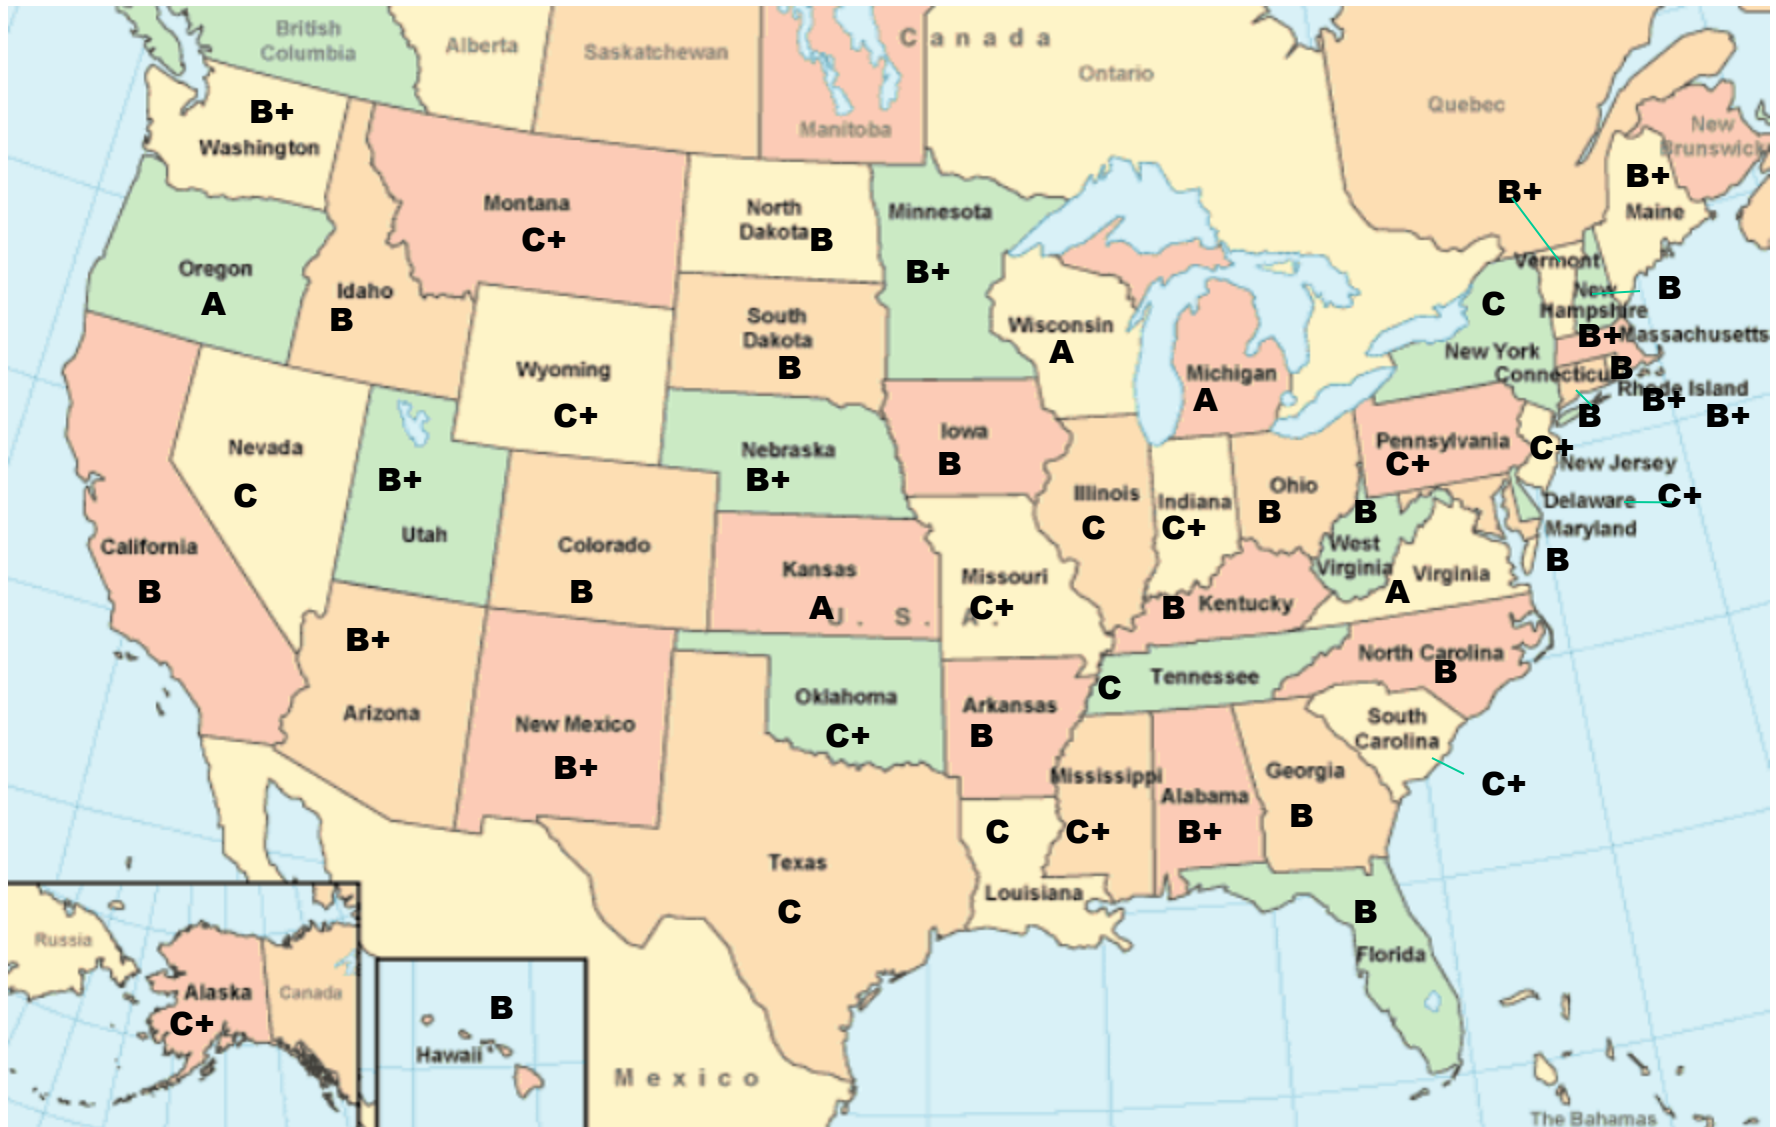 British
Columbia
Alberta
Saskatchewan
Manitoba
Canada
Ontario
Quebec
New
Brunswick
B+
Washington
Montana
C+
North
Dakota B
Minnesota
B+
B+
Maine
B+
Vermont
New
Hampshire
B
Oregon
A
Idaho
B
South
Dakota
B
Wisconsin
A
Michigan
A
C
New York
B+ Massachusetts
Connecticu B
Rhode Island
B+
B+
B
Wyoming
C+
Nevada
C
B+
Utah
Nebraska
B+
Iowa
B
Illinois
C
Indiana
C+
Ohio
B
Pennsylvania
C+
C+
New Jersey
Delaware C+
Maryland
B
B
West
Virginia
Virginia
A
California
B
Colorado
B
Kansas
A
U. S. A.
Missouri
C+
B Kentucky
B+
Arizona
New Mexico
B+
Oklahoma
C+
Arkansas
B
C Tennessee
North Carolina
B
South
Carolina
C+
Mississippi
C+
Alabama
B+
Georgia
B
Texas
C
C
Louisiana
B
Florida
Russia
Alaska
C+
Canada
B
Hawaii
Mexico
The Bahamas